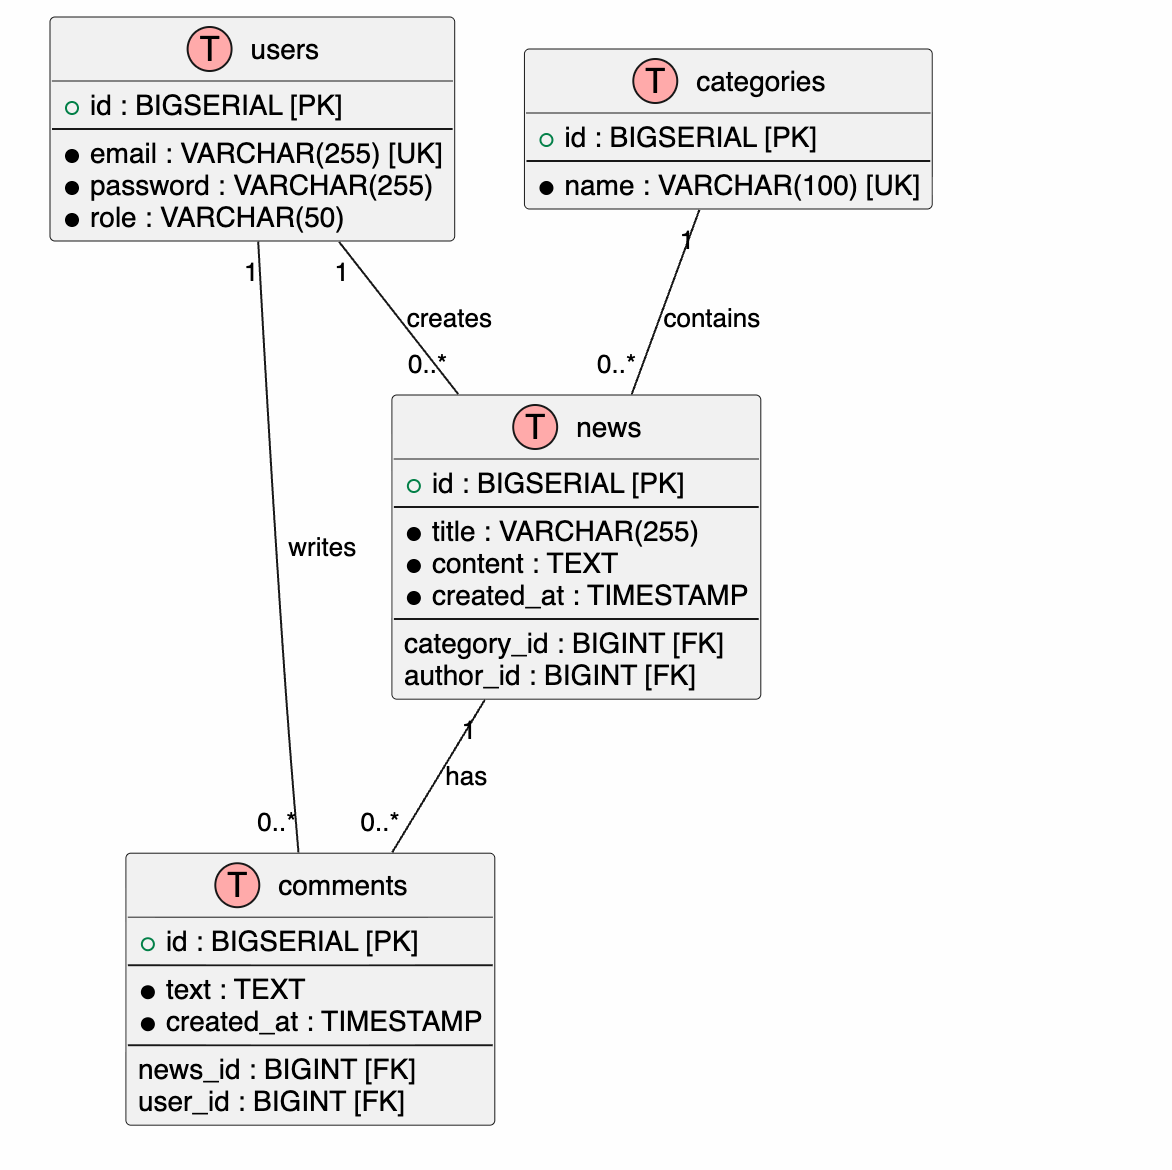 T users
id : BIGSERIAL [PK]
email : VARCHAR(255) [UK]
password : VARCHAR(255)
role : VARCHAR(50)
T categories
id : BIGSERIAL [PK]
name : VARCHAR(100) [UK]
1
1
1
creates
contains
0..*
0..*
T news
id : BIGSERIAL [PK]
title : VARCHAR(255)
content : TEXT
created_at : TIMESTAMP
category_id : BIGINT [FK]
author_id : BIGINT [FK]
writes
1
has
0..*
0..*
T comments
id : BIGSERIAL [PK]
text : TEXT
created_at : TIMESTAMP
news_id : BIGINT [FK]
user_id : BIGINT [FK]